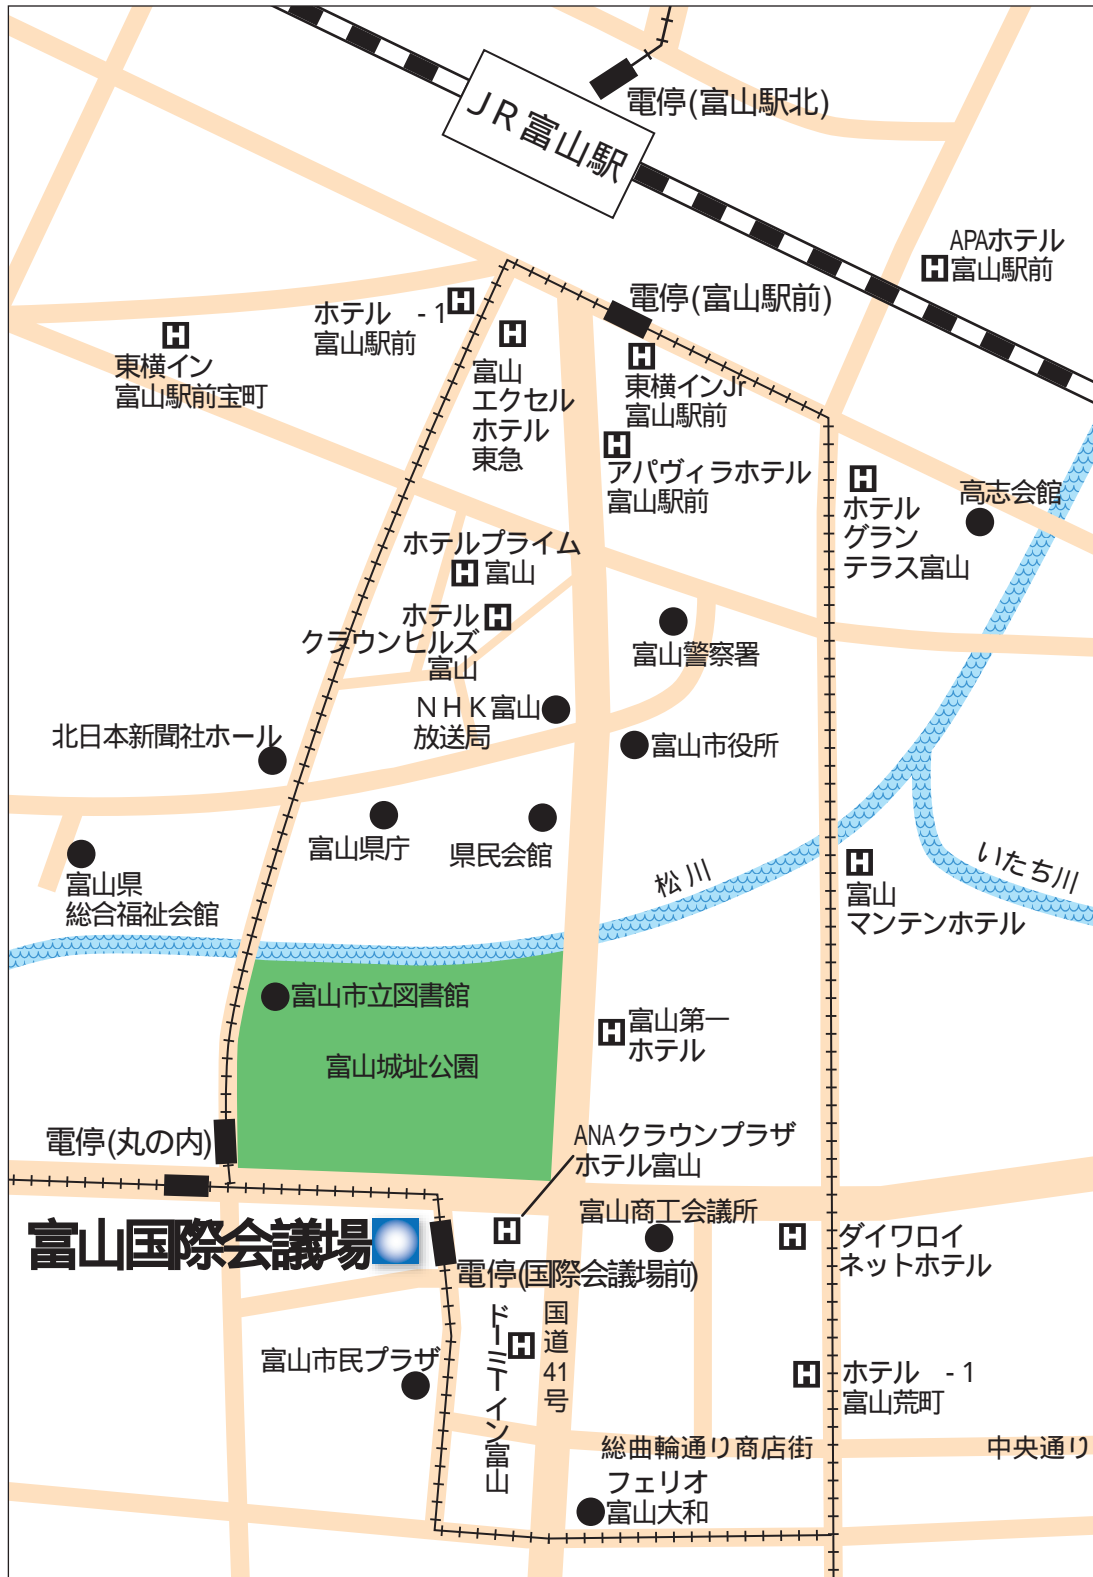 JR富山駅
電停(富山駅北)
APAホテル
富山駅前
電停(富山駅前)
ホテル -1
富山駅前
東横イン
富山駅前宝町
富山
エクセル
ホテル
東急
東横インJr
富山駅前
アパヴィラホテル
富山駅前
ホテル
グラン
テラス富山
高志会館
ホテルプライム
富山
ホテル
クラウンヒルズ
富山
富山警察署
NHK富山
放送局
北日本新聞社ホール
富山市役所
富山県庁
県民会館
富山県
総合福祉会館
松川
いたち川
富山
マンテンホテル
富山市立図書館
富山城址公園
富山第一
ホテル
電停(丸の内)
ANAクラウンプラザ
ホテル富山
富山国際会議場
富山商工会議所
ダイワロイ
ネットホテル
電停(国際会議場前)
ドーミーイン富山
国道41号
富山市民プラザ
ホテル -1
富山荒町
総曲輪通り商店街
中央通り
フェリオ
富山大和